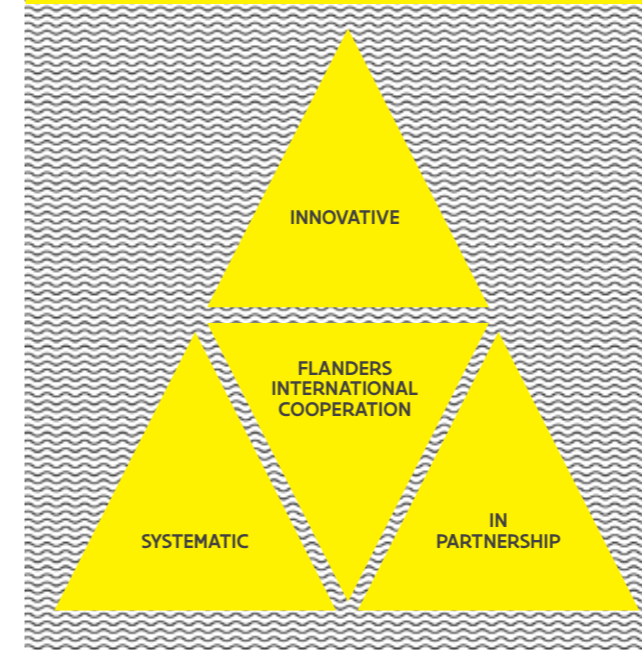 INNOVATIVE
FLANDERS
INTERNATIONAL
COOPERATION
SYSTEMATIC
IN
PARTNERSHIP